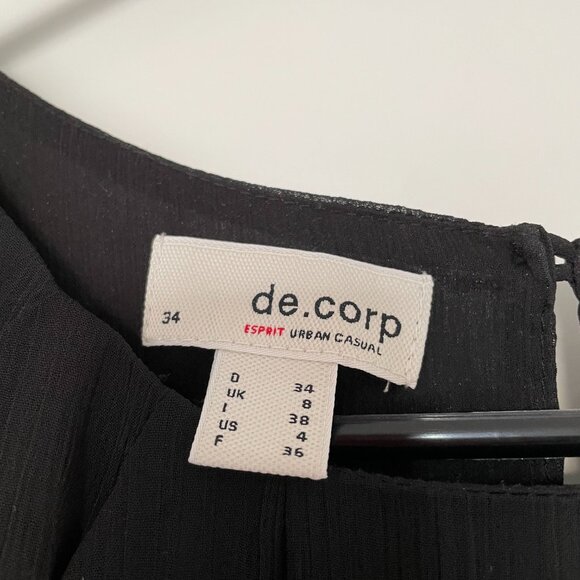 34
de.corp
ESPRIT URBAN CASUAL
D 34
UK 8
I 38
US 4
F 36